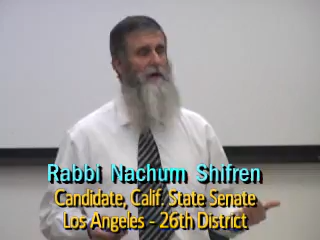 Rabbi Nachum Shifren
Candidate, Calif. State Senate
Los Angeles - 26th District